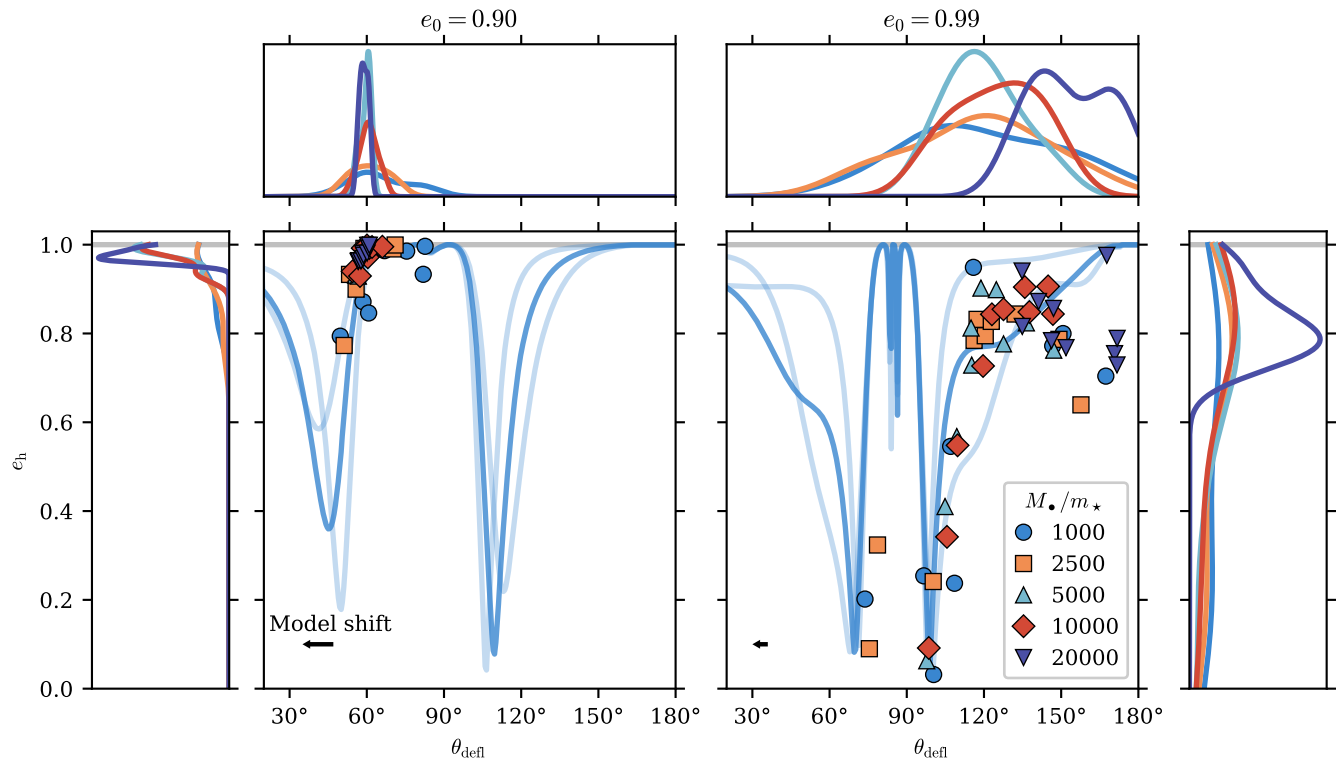 e₀ = 0.90
e₀ = 0.99
1.0
0.8
0.6
0.4
0.2
0.0
eₕ
Model shift
30° 60° 90° 120° 150° 180°
θdefl
30° 60° 90° 120° 150° 180°
θdefl
M•/m⋆
1000
2500
5000
10000
20000